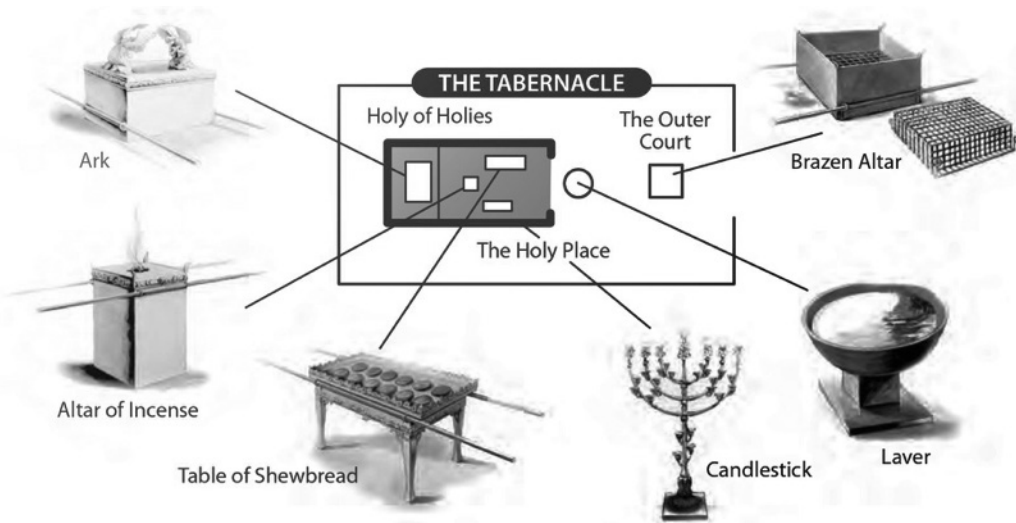 THE TABERNACLE
Holy of Holies
The Outer
Court
Ark
Brazen Altar
The Holy Place
Altar of Incense
Table of Shewbread
Candlestick
Laver